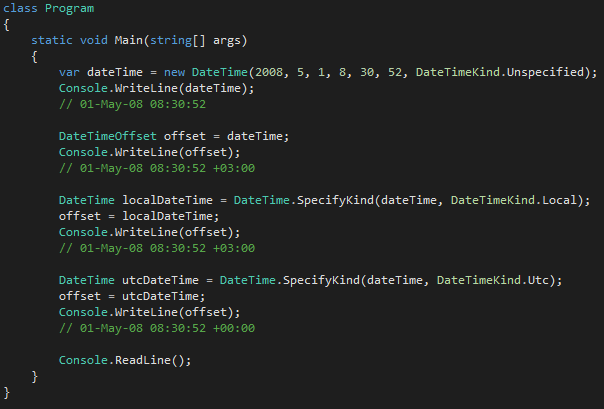 class Program
{
    static void Main(string[] args)
    {
        var dateTime = new DateTime(2008, 5, 1, 8, 30, 52, DateTimeKind.Unspecified);
        Console.WriteLine(dateTime);
        // 01-May-08 08:30:52

        DateTimeOffset offset = dateTime;
        Console.WriteLine(offset);
        // 01-May-08 08:30:52 +03:00

        DateTime localDateTime = DateTime.SpecifyKind(dateTime, DateTimeKind.Local);
        offset = localDateTime;
        Console.WriteLine(offset);
        // 01-May-08 08:30:52 +03:00

        DateTime utcDateTime = DateTime.SpecifyKind(dateTime, DateTimeKind.Utc);
        offset = utcDateTime;
        Console.WriteLine(offset);
        // 01-May-08 08:30:52 +00:00

        Console.ReadLine();
    }
}